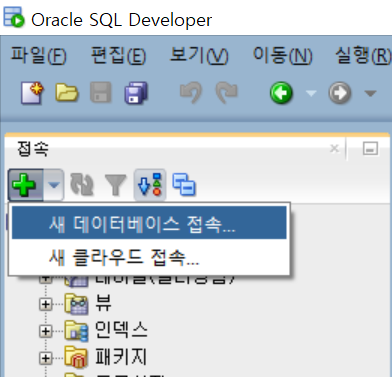 Oracle SQL Developer
파일(F) 편집(E) 보기(V) 이동(N) 실행(R)
접속
새 데이터베이스 접속...
새 클라우드 접속...
뷰
인덱스
패키지